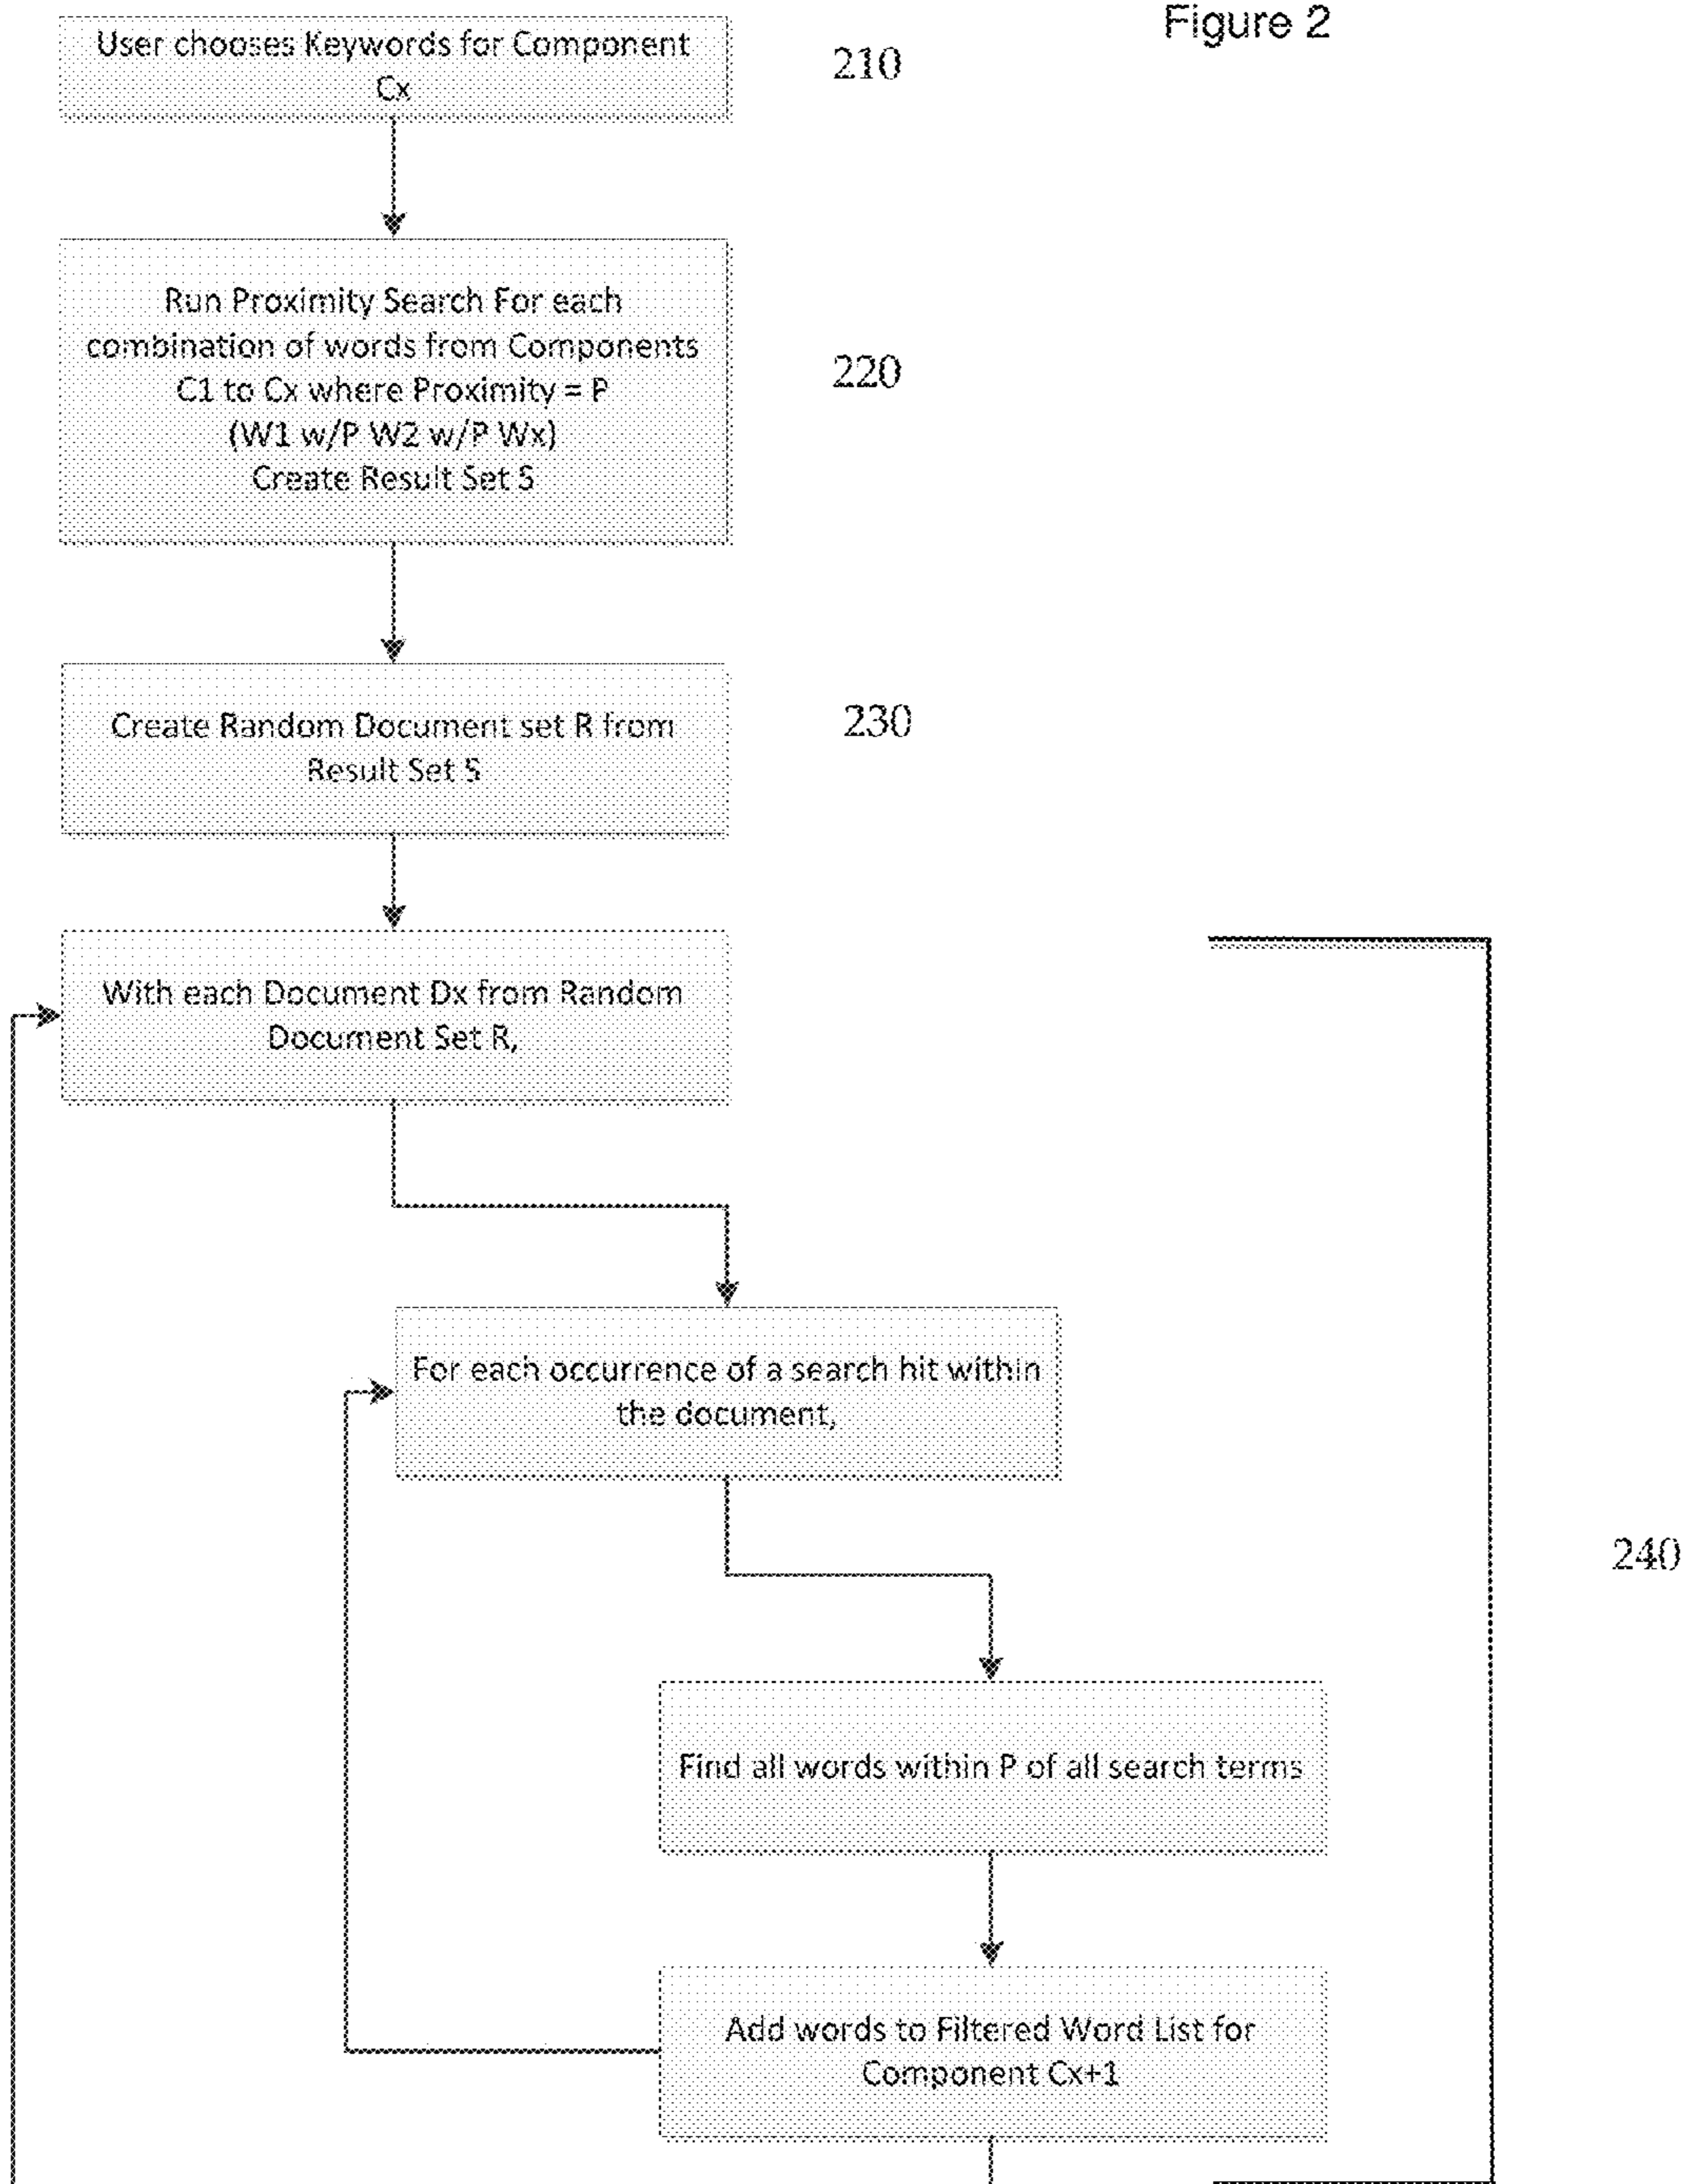 Figure 2
User chooses Keywords for Component
Cx
210
Run Proximity Search For each
combination of words from Components
C1 to Cx where Proximity = P
(W1 w/P W2 w/P Wx)
Create Result Set S
220
Create Random Document set R from
Result Set S
230
With each Document Dx from Random
Document Set R,
For each occurrence of a search hit within
the document,
240
Find all words within P of all search terms
Add words to Filtered Word List for
Component Cx+1